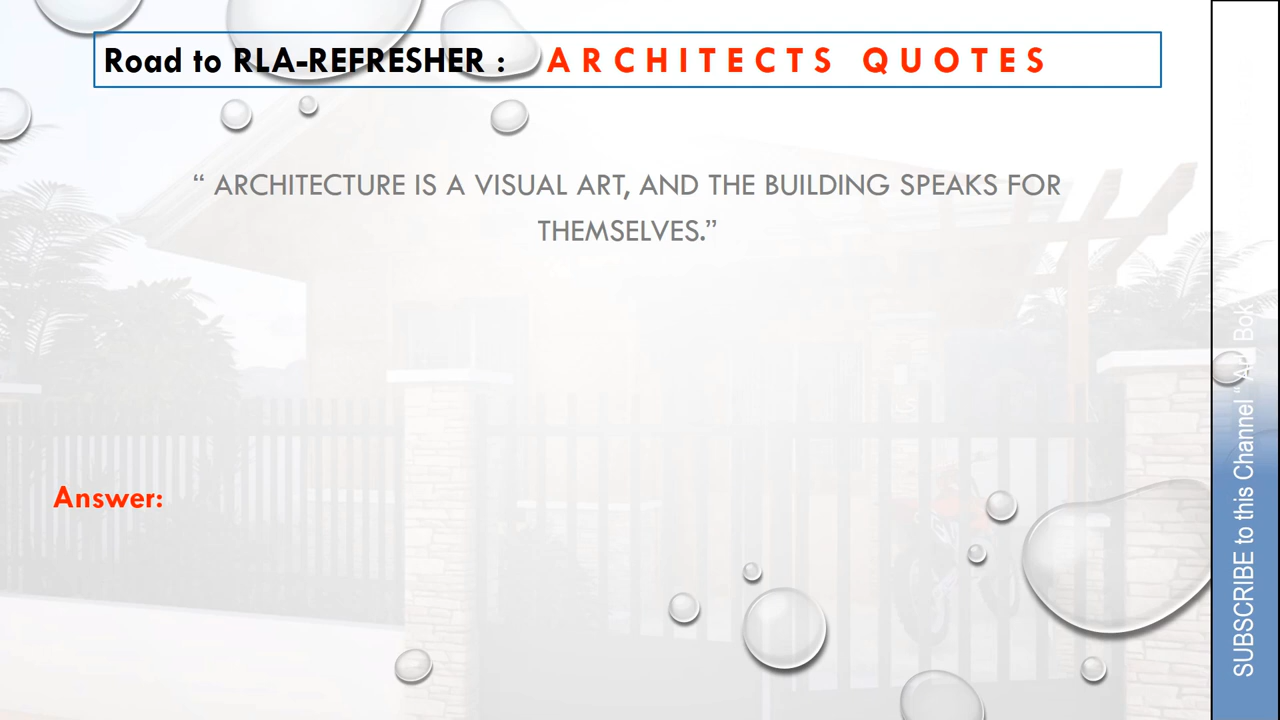 Road to RLA-REFRESHER : ARCHITECTS QUOTES
“ ARCHITECTURE IS A VISUAL ART, AND THE BUILDING SPEAKS FOR
THEMSELVES.”
Answer:
SUBSCRIBE to this Channel “ Bok